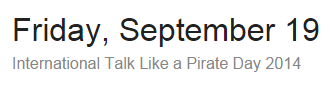 Friday, September 19
International Talk Like a Pirate Day 2014